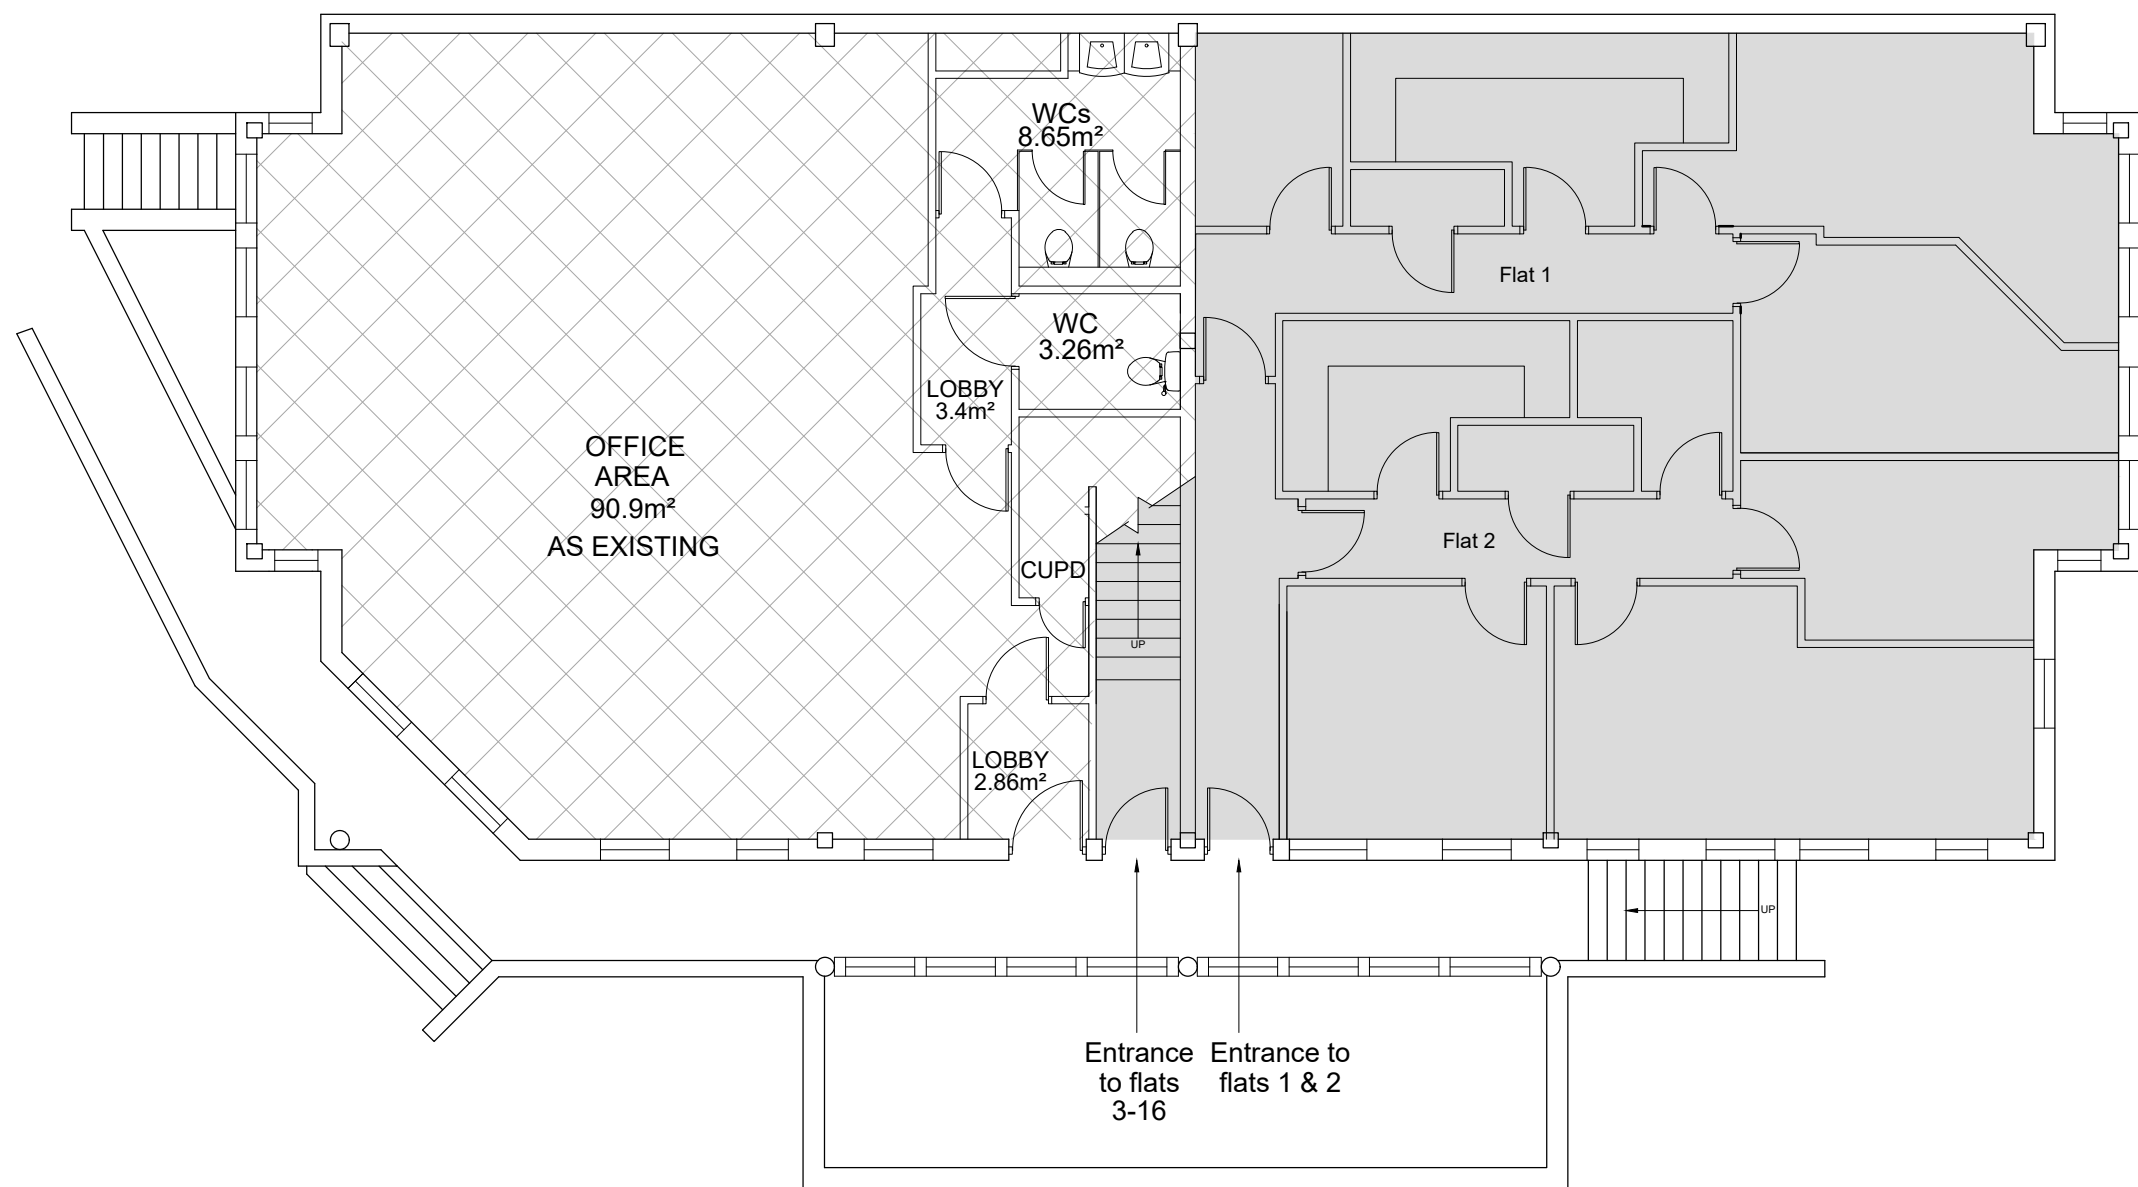 WCs
8.65m²
Flat 1
WC
3.26m²
LOBBY
3.4m²
OFFICE
AREA
90.9m²
AS EXISTING
Flat 2
CUPD
UP
LOBBY
2.86m²
UP
Entrance
to flats
3-16
Entrance to
flats 1 & 2